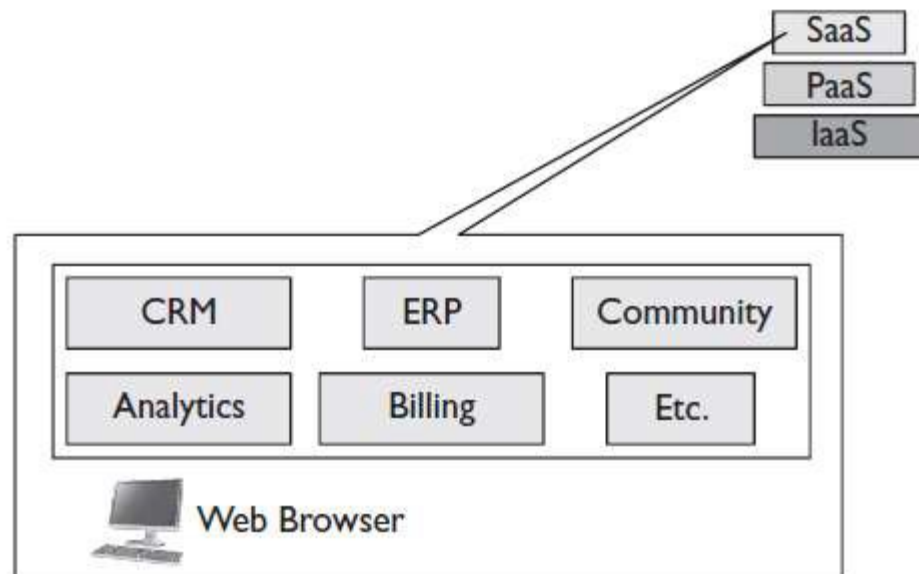 SaaS
PaaS
IaaS
CRM
ERP
Community
Analytics
Billing
Etc.
Web Browser